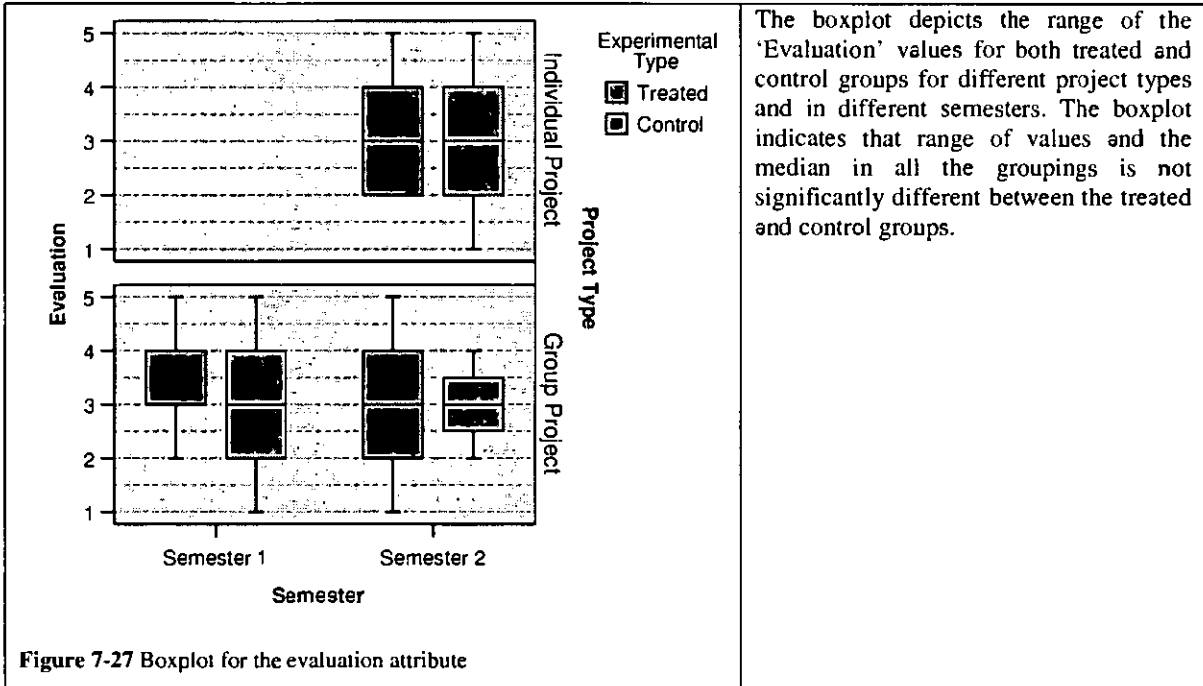 5
4
3
2
1
Individual Project
5
4
3
2
1
Group Project
Evaluation
Project Type
Semester 1 Semester 2
Semester
Experimental
Type
Treated
Control
Figure 7-27 Boxplot for the evaluation attribute
The boxplot depicts the range of the
‘Evaluation’ values for both treated and
control groups for different project types
and in different semesters. The boxplot
indicates that range of values and the
median in all the groupings is not
significantly different between the treated
and control groups.